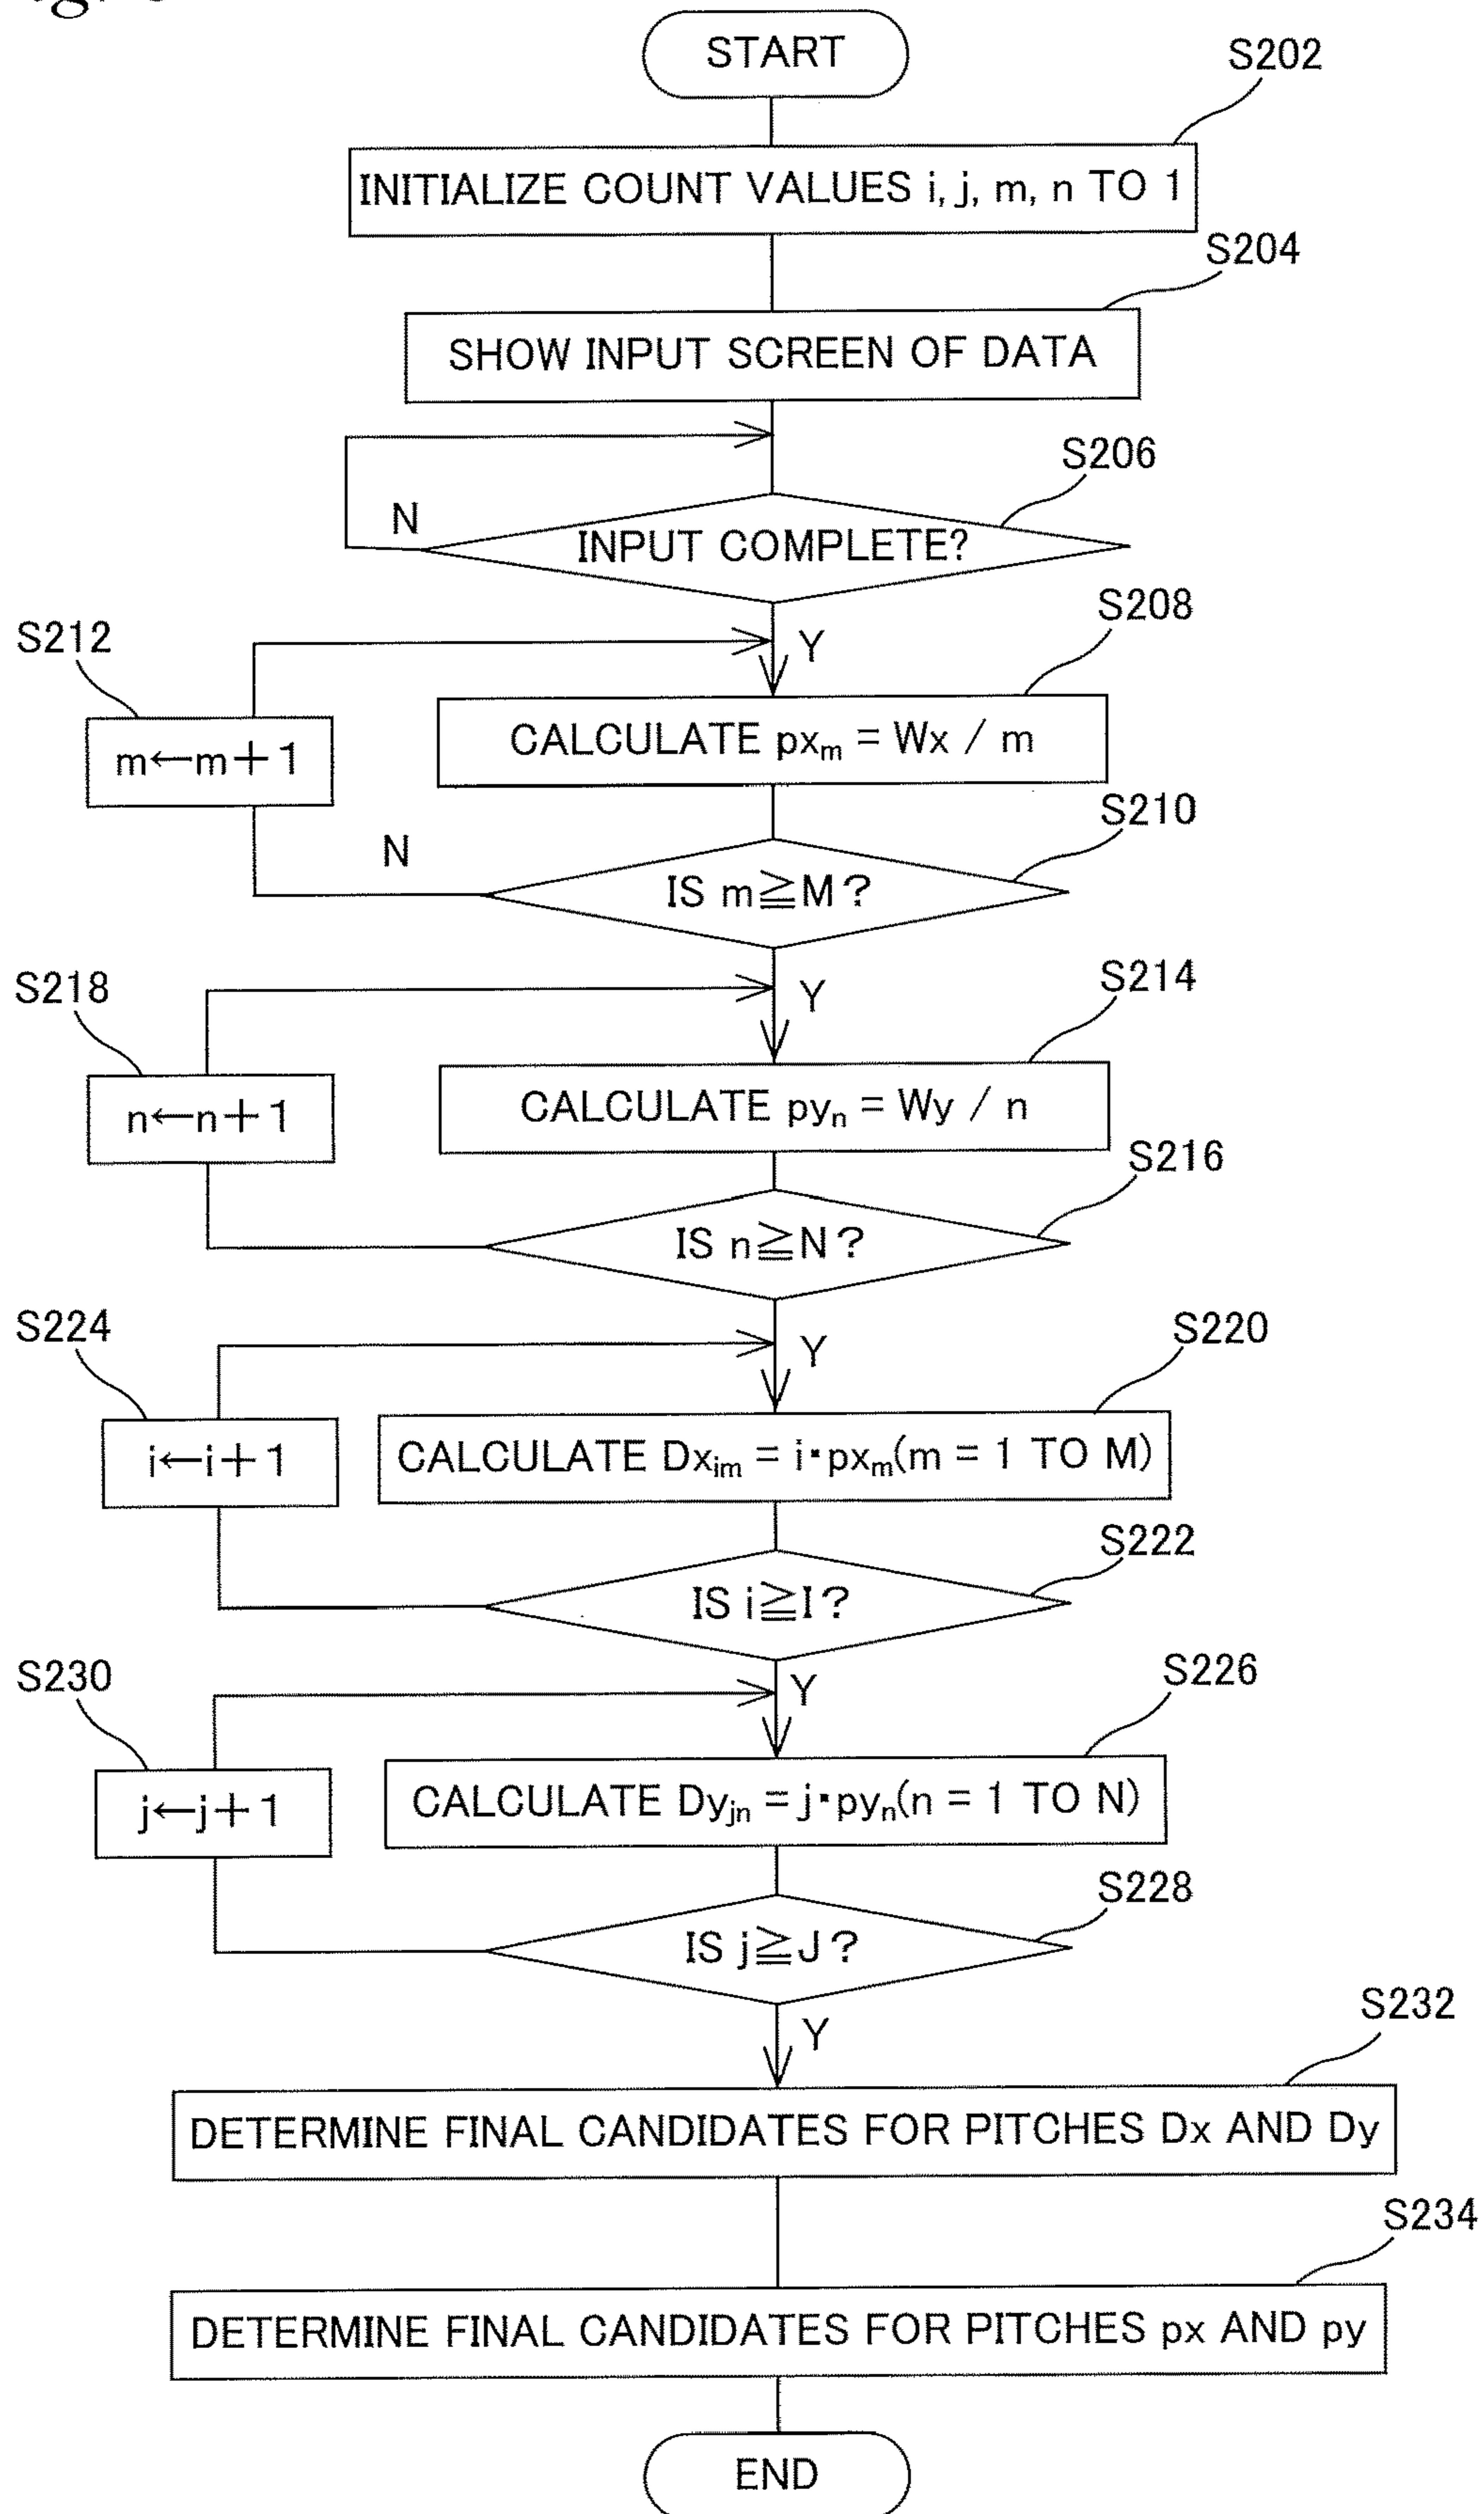 START
S202
INITIALIZE COUNT VALUES i, j, m, n TO 1
S204
SHOW INPUT SCREEN OF DATA
S206
N
INPUT COMPLETE?
S208
S212
Y
CALCULATE pxm = Wx / m
m←m+1
S210
N
IS m≧M?
S214
S218
Y
CALCULATE pyn = Wy / n
n←n+1
S216
IS n≧N?
S220
S224
Y
CALCULATE Dxim = i·pxm(m = 1 TO M)
i←i+1
S222
IS i≧I?
S226
S230
Y
CALCULATE Dyjn = j·pyn(n = 1 TO N)
j←j+1
S228
IS j≧J?
S232
Y
DETERMINE FINAL CANDIDATES FOR PITCHES Dx AND Dy
S234
DETERMINE FINAL CANDIDATES FOR PITCHES px AND py
END